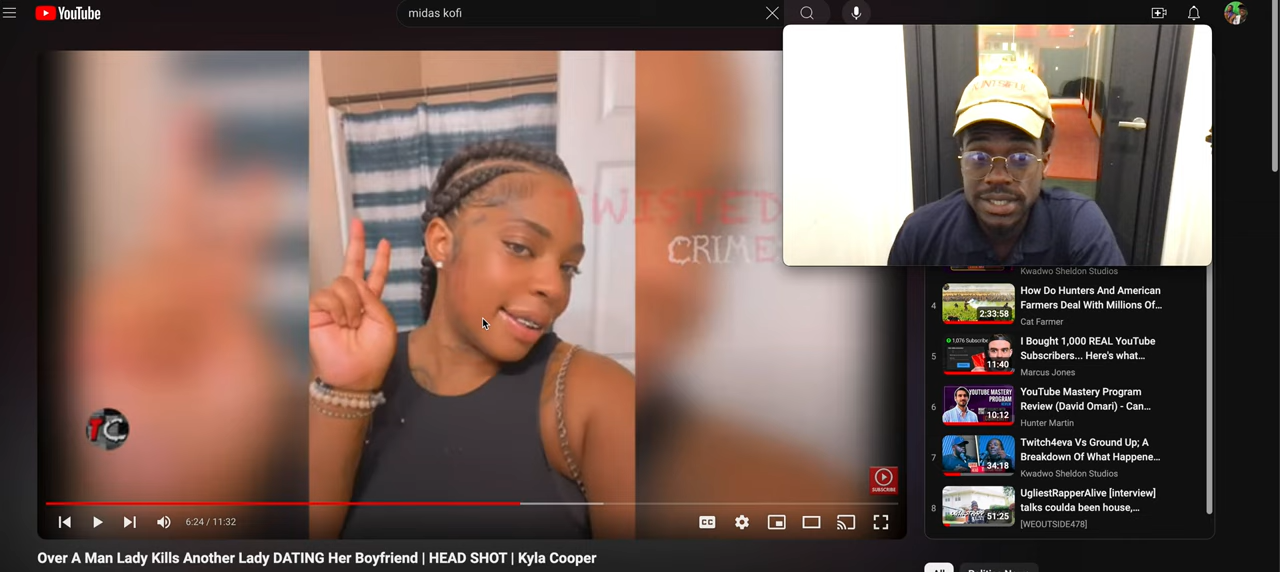 YouTube
midas kofi
TWISTED
CRIME
TC
SUBSCRIBE
6:24 / 11:32
CC
Over A Man Lady Kills Another Lady DATING Her Boyfriend | HEAD SHOT | Kyla Cooper
Kwadwo Sheldon Studios
4
How Do Hunters And American
Farmers Deal With Millions Of...
2:33:58
Cat Farmer
5
I Bought 1,000 REAL YouTube
Subscribers... Here's what...
11:40
Marcus Jones
6
YouTube Mastery Program
Review (David Omari) - Can...
10:12
Hunter Martin
7
Twitch4eva Vs Ground Up; A
Breakdown Of What Happene...
34:18
Kwadwo Sheldon Studios
8
UgliestRapperAlive [interview]
talks coulda been house,...
51:25
[WEOUTSIDE478]
All